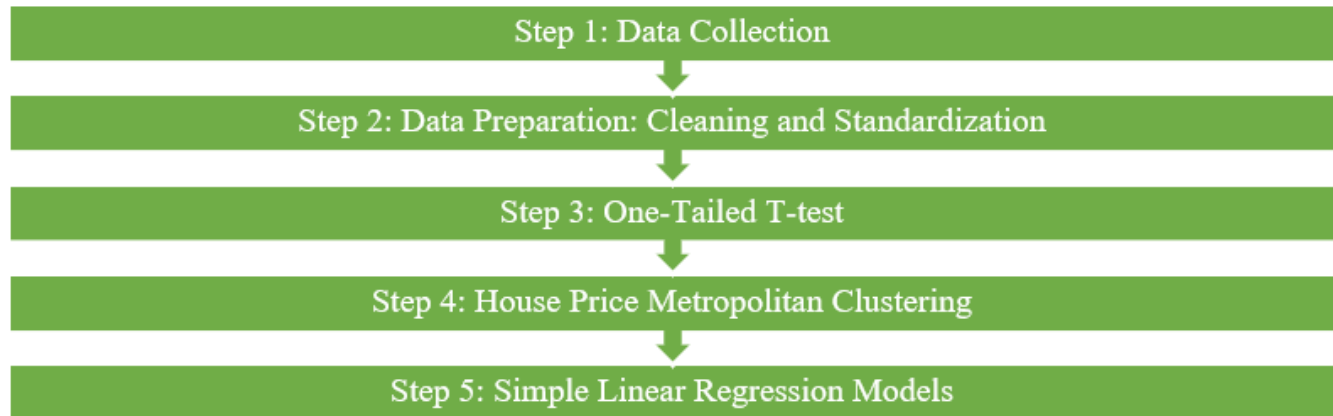 Step 1: Data Collection
Step 2: Data Preparation: Cleaning and Standardization
Step 3: One-Tailed T-test
Step 4: House Price Metropolitan Clustering
Step 5: Simple Linear Regression Models